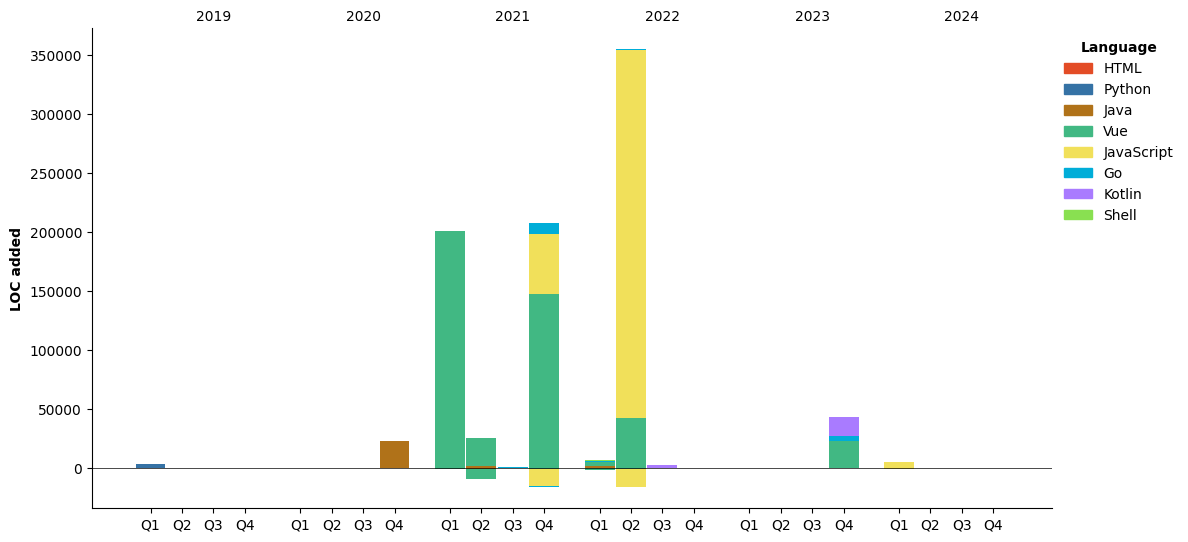 2019 2020 2021 2022 2023 2024
Language
HTML
Python
Java
Vue
JavaScript
Go
Kotlin
Shell
LOC added
350000
300000
250000
200000
150000
100000
50000
0
Q1 Q2 Q3 Q4 Q1 Q2 Q3 Q4 Q1 Q2 Q3 Q4 Q1 Q2 Q3 Q4 Q1 Q2 Q3 Q4 Q1 Q2 Q3 Q4